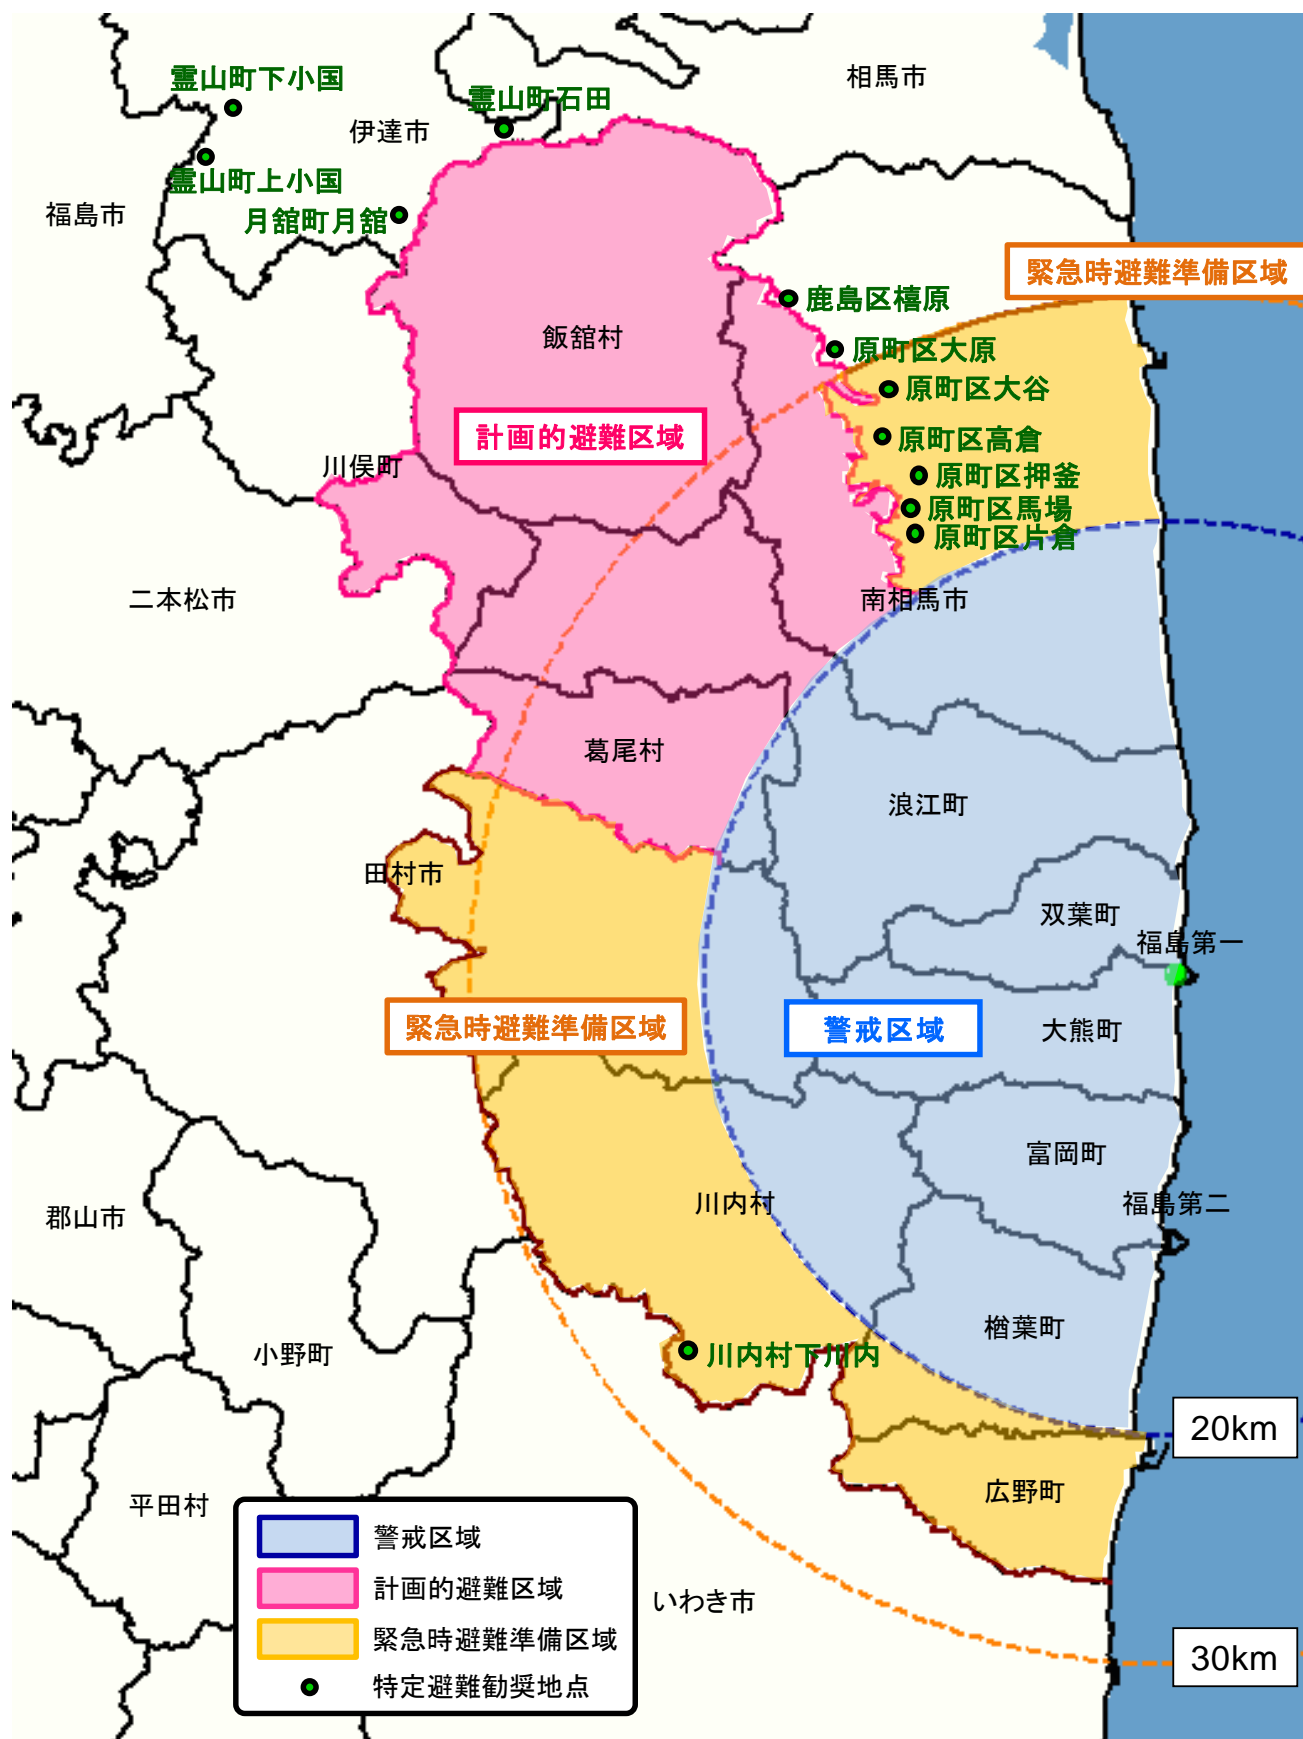 相馬市
霊山町下小国
霊山町石田
伊達市
霊山町上小国
福島市
月舘町月舘
緊急時避難準備区域
鹿島区橲原
飯舘村
原町区大原
原町区大谷
計画的避難区域
原町区高倉
川俣町
原町区押釜
原町区馬場
原町区片倉
二本松市
南相馬市
葛尾村
浪江町
田村市
双葉町
福島第一
緊急時避難準備区域
警戒区域
大熊町
富岡町
川内村
福島第二
郡山市
楢葉町
小野町
川内村下川内
20km
広野町
平田村
警戒区域
計画的避難区域
いわき市
緊急時避難準備区域
30km
特定避難勧奨地点